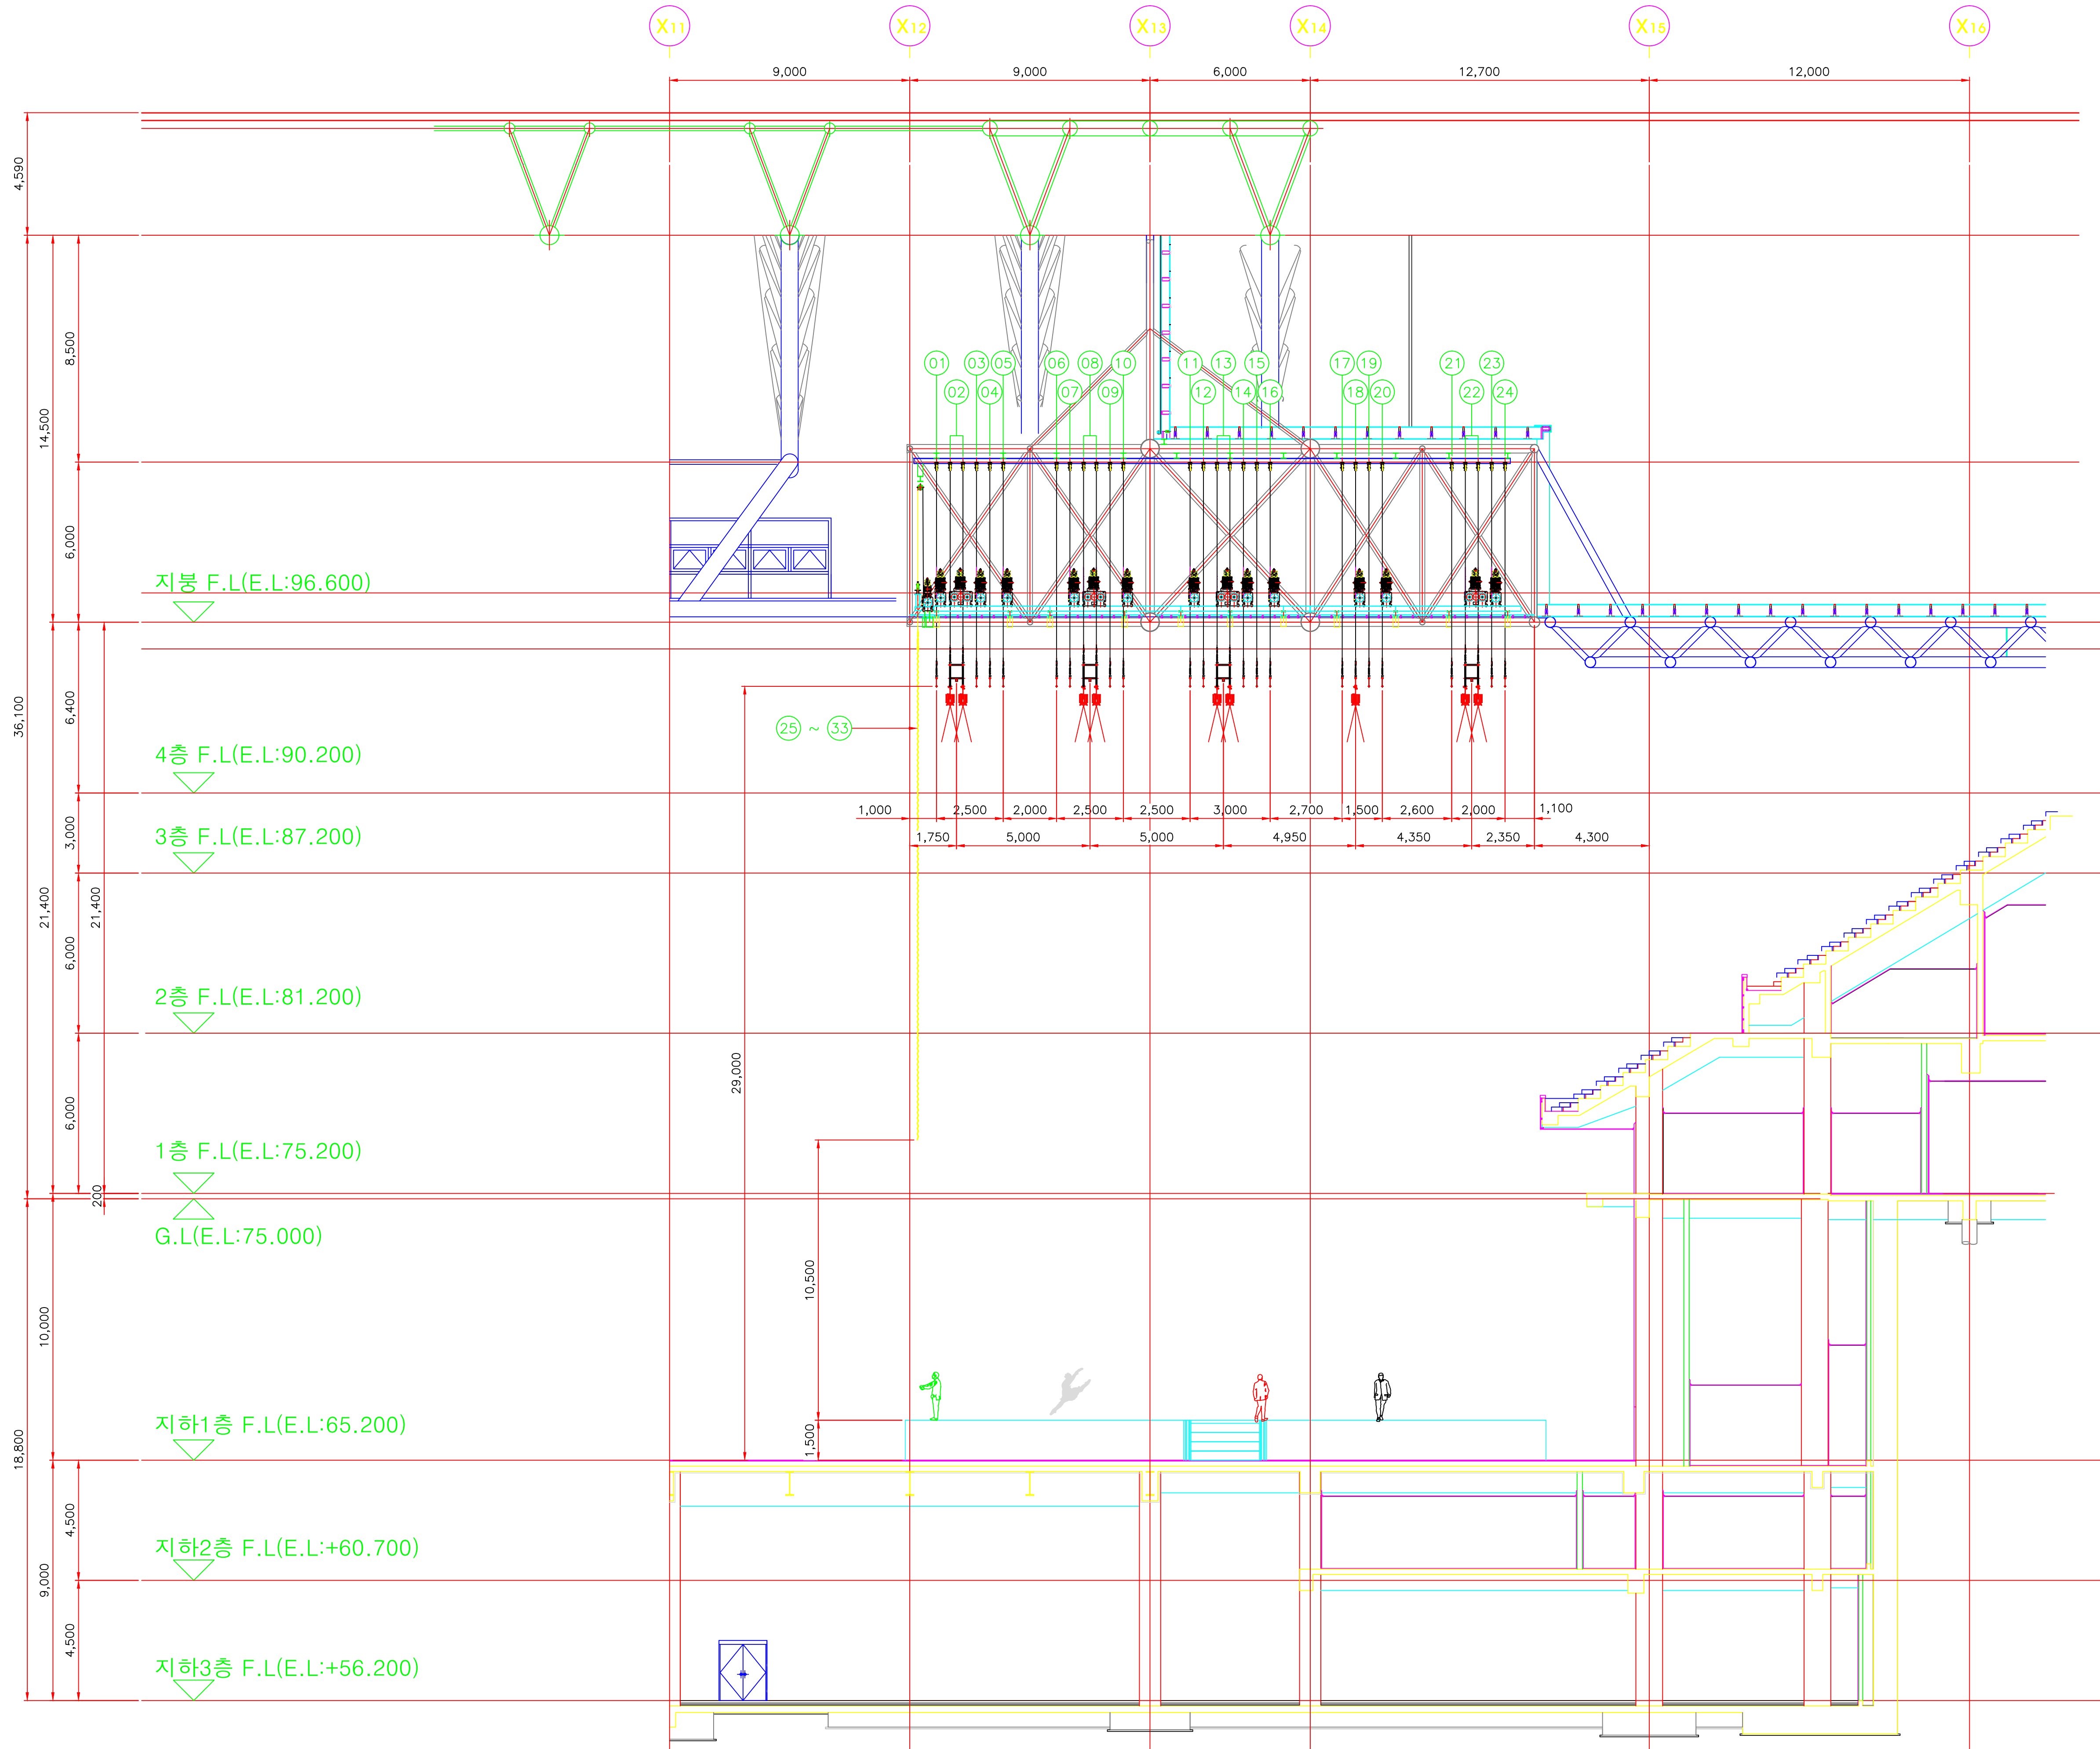 X11 X12 X13 X14 X15 X16
9,000 9,000 6,000 12,700 12,000
4,590
8,500
14,500
6,000
36,100
01 03 05 06 08 10 11 13 15 17 19 21 23
02 04 07 09 12 14 16 18 20 22 24
지붕 F.L(E.L:96.600)
6,400
25 ~ 33
4층 F.L(E.L:90.200)
1,000 2,500 2,000 2,500 2,500 3,000 2,700 1,500 2,600 2,000 1,100
3층 F.L(E.L:87.200)
3,000
1,750 5,000 5,000 4,950 4,350 2,350 4,300
21,400
21,400
6,000
2층 F.L(E.L:81.200)
29,000
6,000
1층 F.L(E.L:75.200)
200
G.L(E.L:75.000)
10,500
10,000
지하1층 F.L(E.L:65.200)
1,500
18,800
4,500
지하2층 F.L(E.L:+60.700)
9,000
4,500
지하3층 F.L(E.L:+56.200)